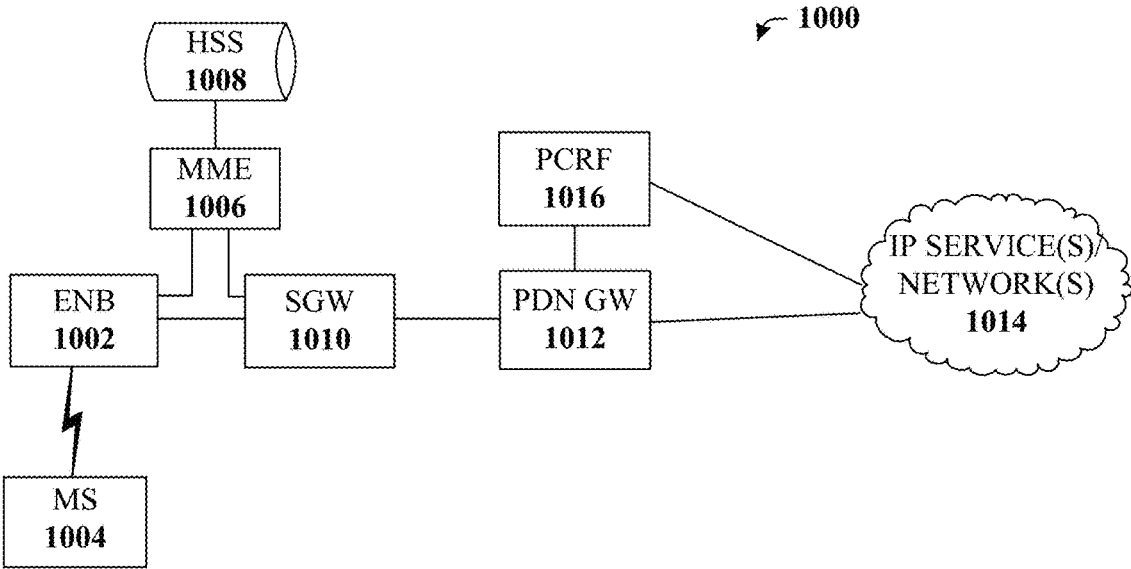 1000
HSS
1008
MME
1006
PCRF
1016
IP SERVICE(S)/
NETWORK(S)
1014
ENB
1002
SGW
1010
PDN GW
1012
MS
1004